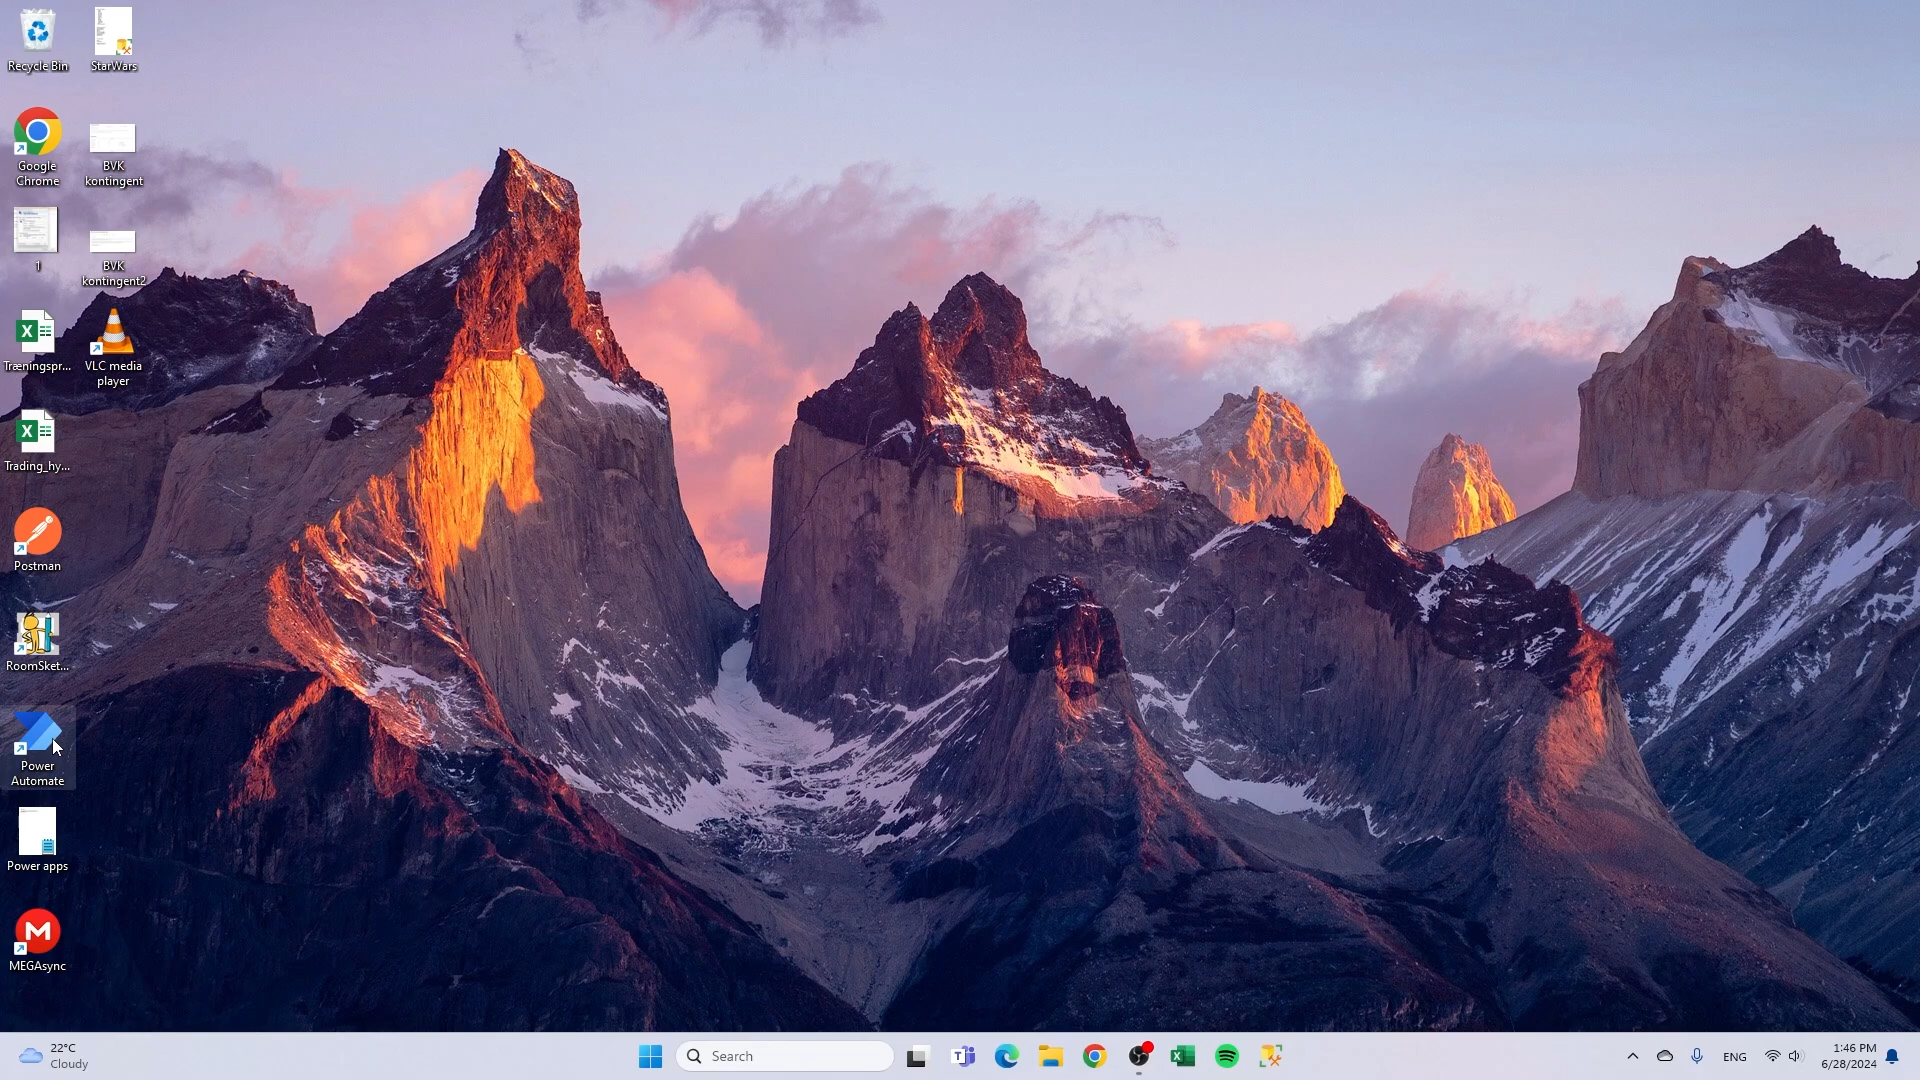 Recycle Bin
StarWars
Google
Chrome
BVK
kontingent
1
BVK
kontingent2
Træningspr...
VLC media
player
Trading_hy...
Postman
RoomSket...
Power
Automate
Power apps
MEGAsync
22°C
Cloudy
Search
ENG
1:46 PM
6/28/2024